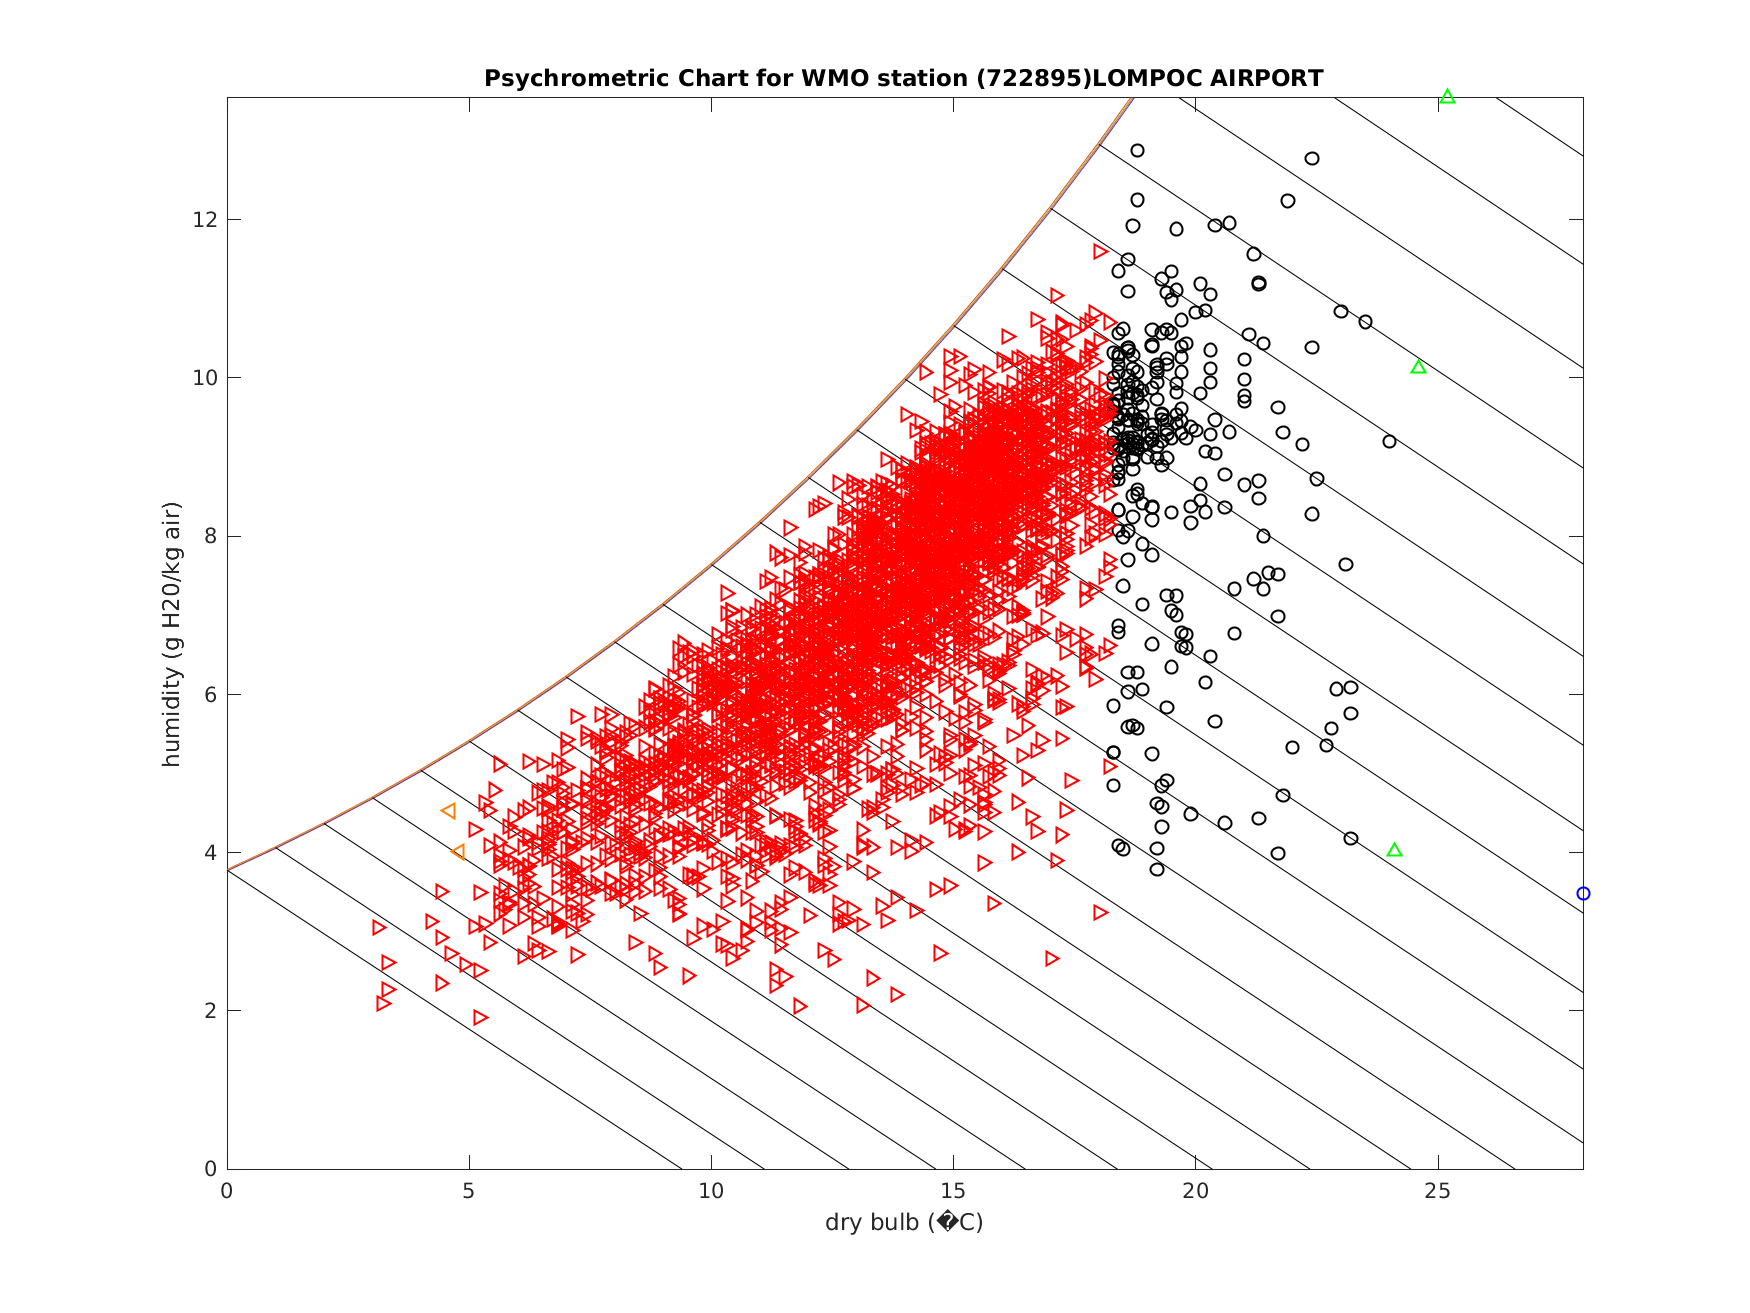 Psychrometric Chart for WMO station (722895)LOMPOC AIRPORT
humidity (g H20/kg air)
12
10
8
6
4
2
0
0 5 10 15 20 25
dry bulb (�C)